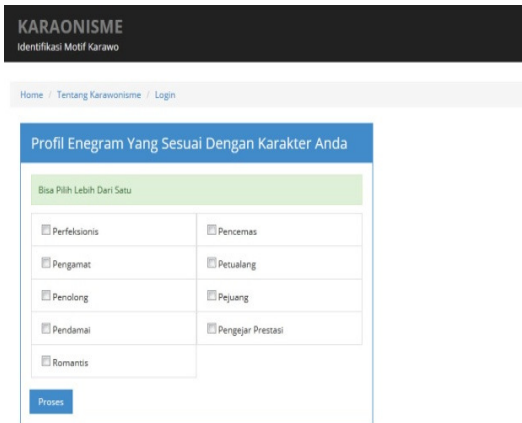 KARAONISME
Identifikasi Motif Karawo
Home / Tentang Karawonisme / Login
Profil Enegram Yang Sesuai Dengan Karakter Anda
Bisa Pilih Lebih Dari Satu
Perfeksionis Pencemas
Pengamat Petualang
Penolong Pejuang
Pendamai Pengejar Prestasi
Romantis
Proses